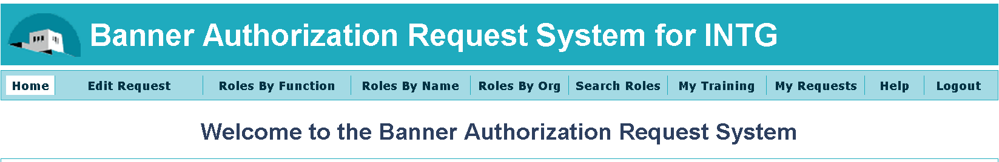 Banner Authorization Request System for INTG
Home Edit Request Roles By Function Roles By Name Roles By Org Search Roles My Training My Requests Help Logout
Welcome to the Banner Authorization Request System